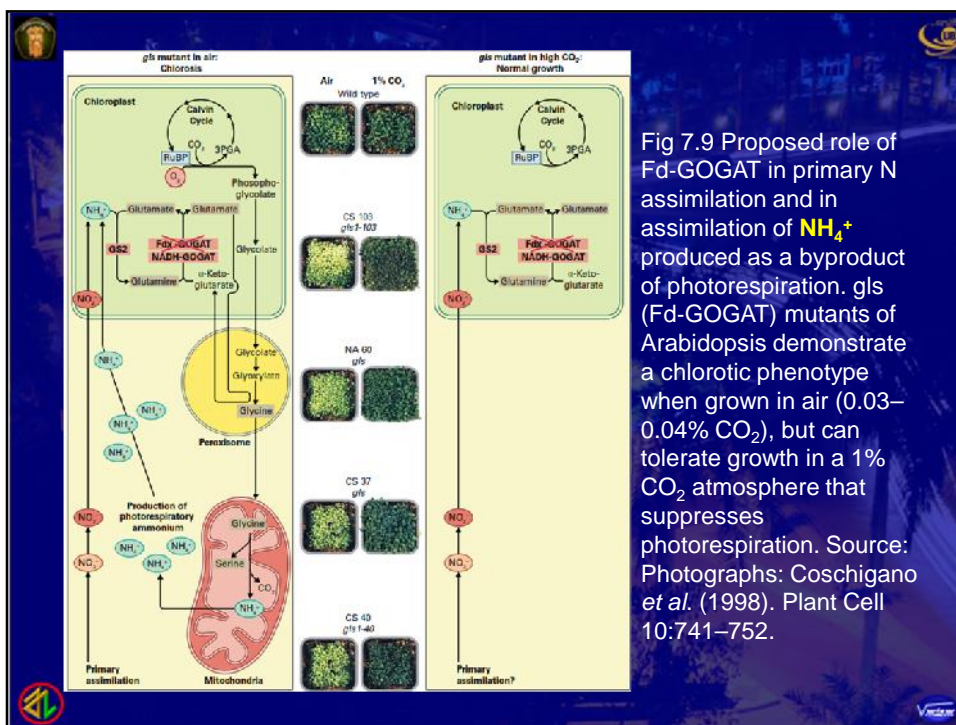 gls mutant in air:
Chlorosis
Chloroplast
Calvin
Cycle
CO₂
3PGA
RuBP
O₂
Phosopho-
glycolate
NH₄⁺
Glutamate
Glutamate
GS2
Fdx-GOGAT
NADH-GOGAT
Glycolate
Glutamine
α-Keto-
glutarate
NO₂⁻
NH₄⁺
Glycolate
Glyoxylate
Glycine
Peroxisome
NH₄⁺
NH₄⁺
NH₄⁺
Production of
photorespiratory
ammonium
Glycine
Serine
CO₂
NH₄⁺
NH₄⁺
NH₄⁺
NH₄⁺
NH₄⁺
Primary
assimilation
Mitochondria
Air 1% CO₂
Wild type
CS 103
gls1-103
NA 60
gls
CS 37
gls
CS 40
gls1-40
gls mutant in high CO₂:
Normal growth
Chloroplast
Calvin
Cycle
CO₂
3PGA
RuBP
NH₄⁺
Glutamate
Glutamate
GS2
Fdx-GOGAT
NADH-GOGAT
Glutamine
α-Keto-
glutarate
NO₂⁻
Primary
assimilation?
Fig 7.9 Proposed role of
Fd-GOGAT in primary N
assimilation and in
assimilation of NH₄⁺
produced as a byproduct
of photorespiration. gls
(Fd-GOGAT) mutants of
Arabidopsis demonstrate
a chlorotic phenotype
when grown in air (0.03–
0.04% CO₂), but can
tolerate growth in a 1%
CO₂ atmosphere that
suppresses
photorespiration. Source:
Photographs: Coschigano
et al. (1998). Plant Cell
10:741–752.